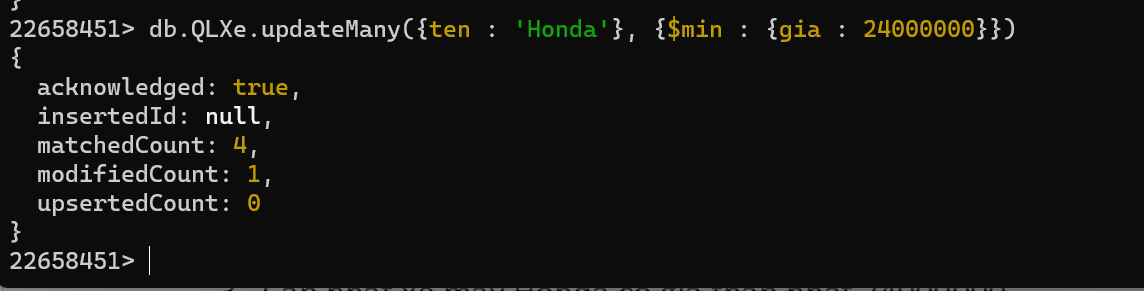 }
22658451> db.QLXe.updateMany({ten : 'Honda'}, {$min : {gia : 24000000}})
{
  acknowledged: true,
  insertedId: null,
  matchedCount: 4,
  modifiedCount: 1,
  upsertedCount: 0
}
22658451>